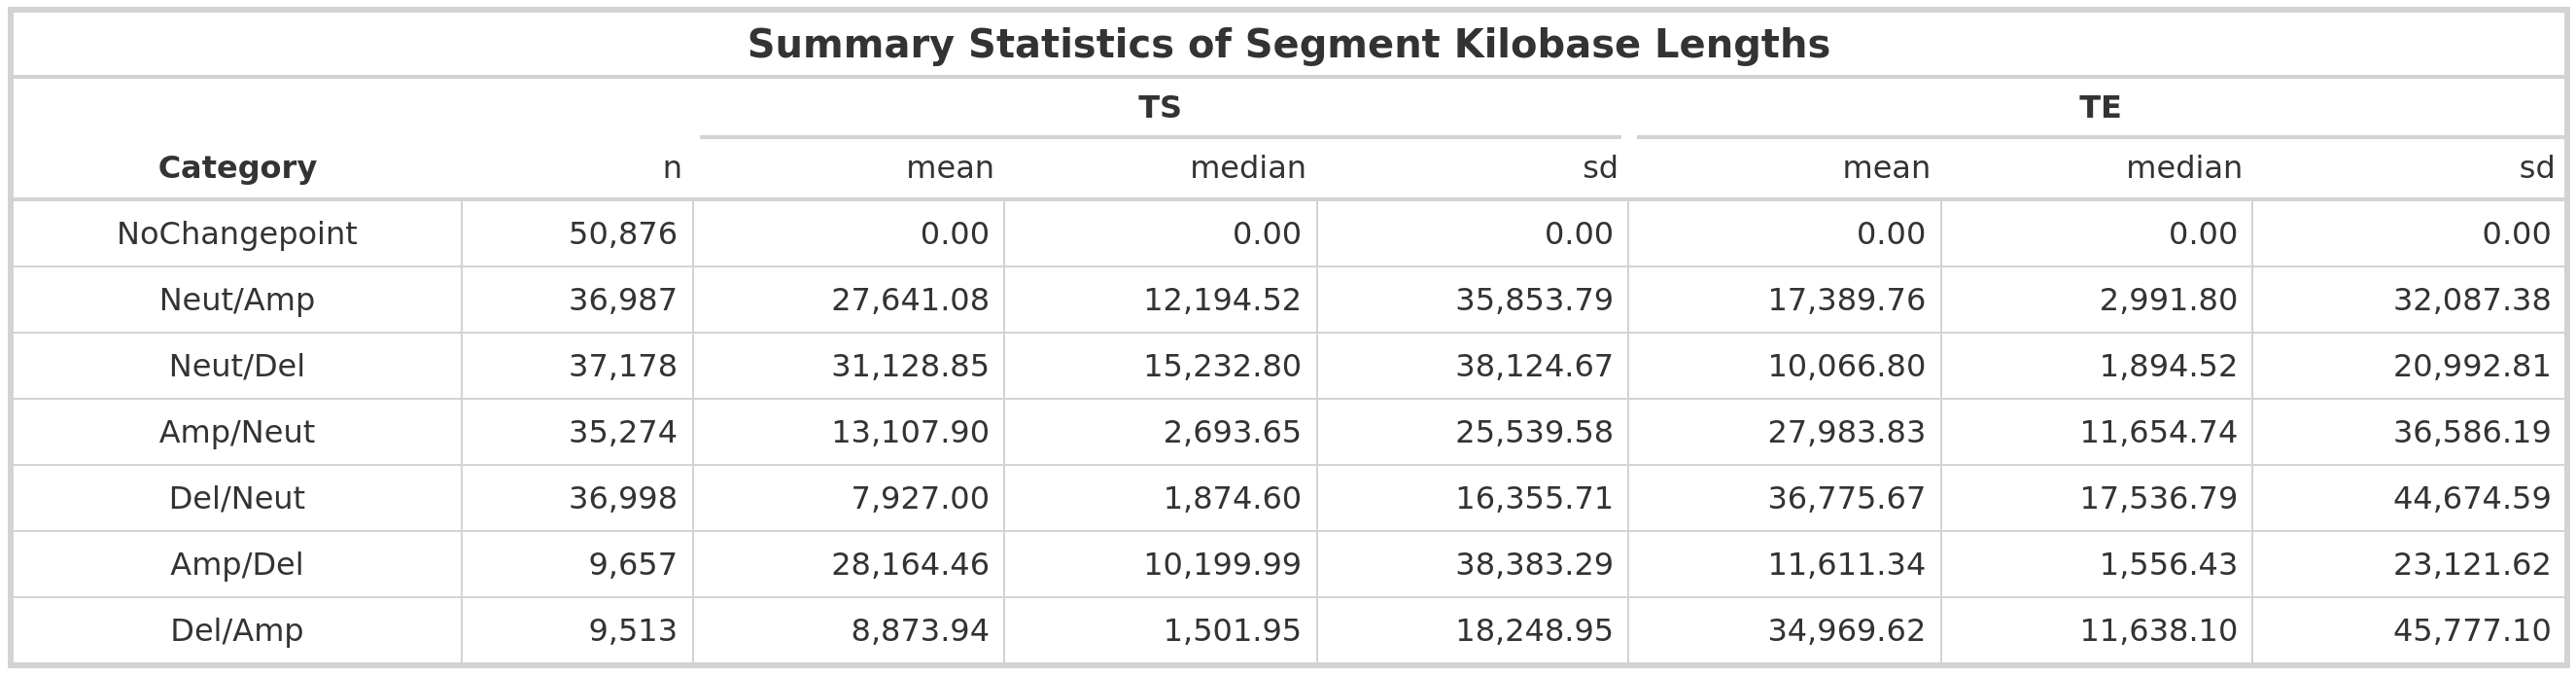 Summary Statistics of Segment Kilobase Lengths
TS TE
Category n mean median sd mean median sd
NoChangepoint 50,876 0.00 0.00 0.00 0.00 0.00 0.00
Neut/Amp 36,987 27,641.08 12,194.52 35,853.79 17,389.76 2,991.80 32,087.38
Neut/Del 37,178 31,128.85 15,232.80 38,124.67 10,066.80 1,894.52 20,992.81
Amp/Neut 35,274 13,107.90 2,693.65 25,539.58 27,983.83 11,654.74 36,586.19
Del/Neut 36,998 7,927.00 1,874.60 16,355.71 36,775.67 17,536.79 44,674.59
Amp/Del 9,657 28,164.46 10,199.99 38,383.29 11,611.34 1,556.43 23,121.62
Del/Amp 9,513 8,873.94 1,501.95 18,248.95 34,969.62 11,638.10 45,777.10